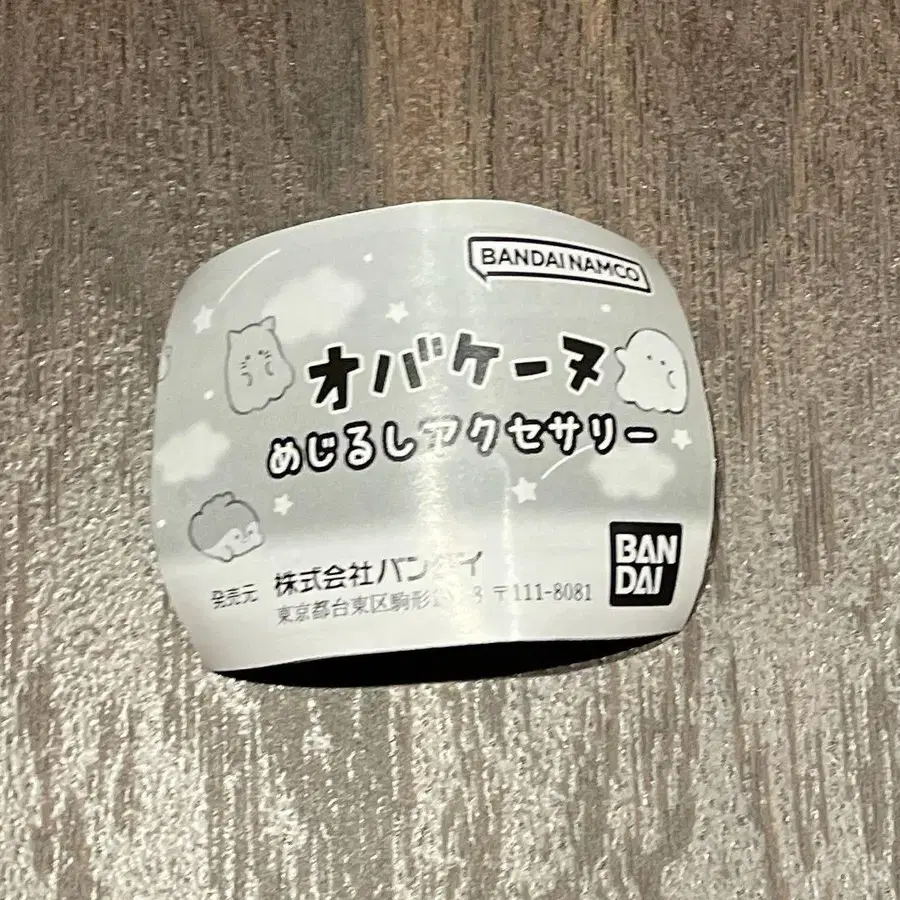 BANDAI NAMCO
オバケーヌ
めじるしアクセサリー
発売元 株式会社バンダイ
東京都台東区駒形 〒111-8081
BAN
DAI